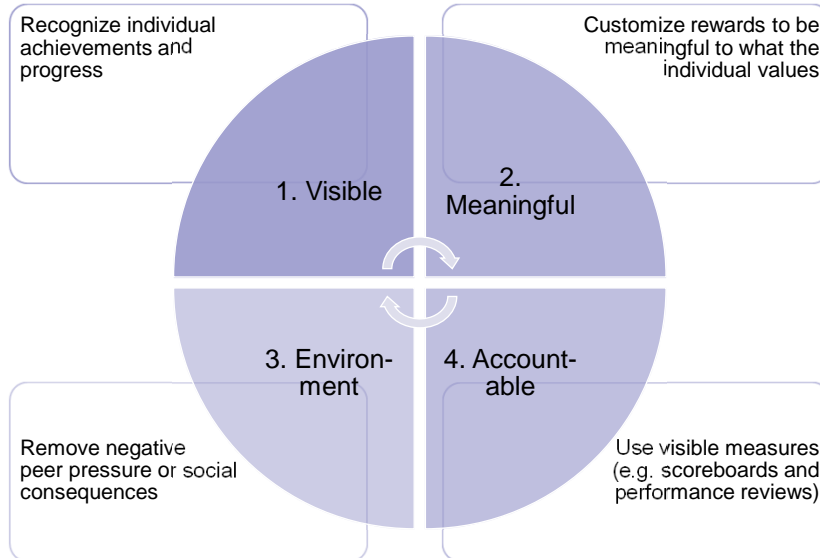 Recognize individual
achievements and
progress
Customize rewards to be
meaningful to what the
individual values
1. Visible
2.
Meaningful
3. Environ-
ment
4. Account-
able
Remove negative
peer pressure or social
consequences
Use visible measures
(e.g. scoreboards and
performance reviews)